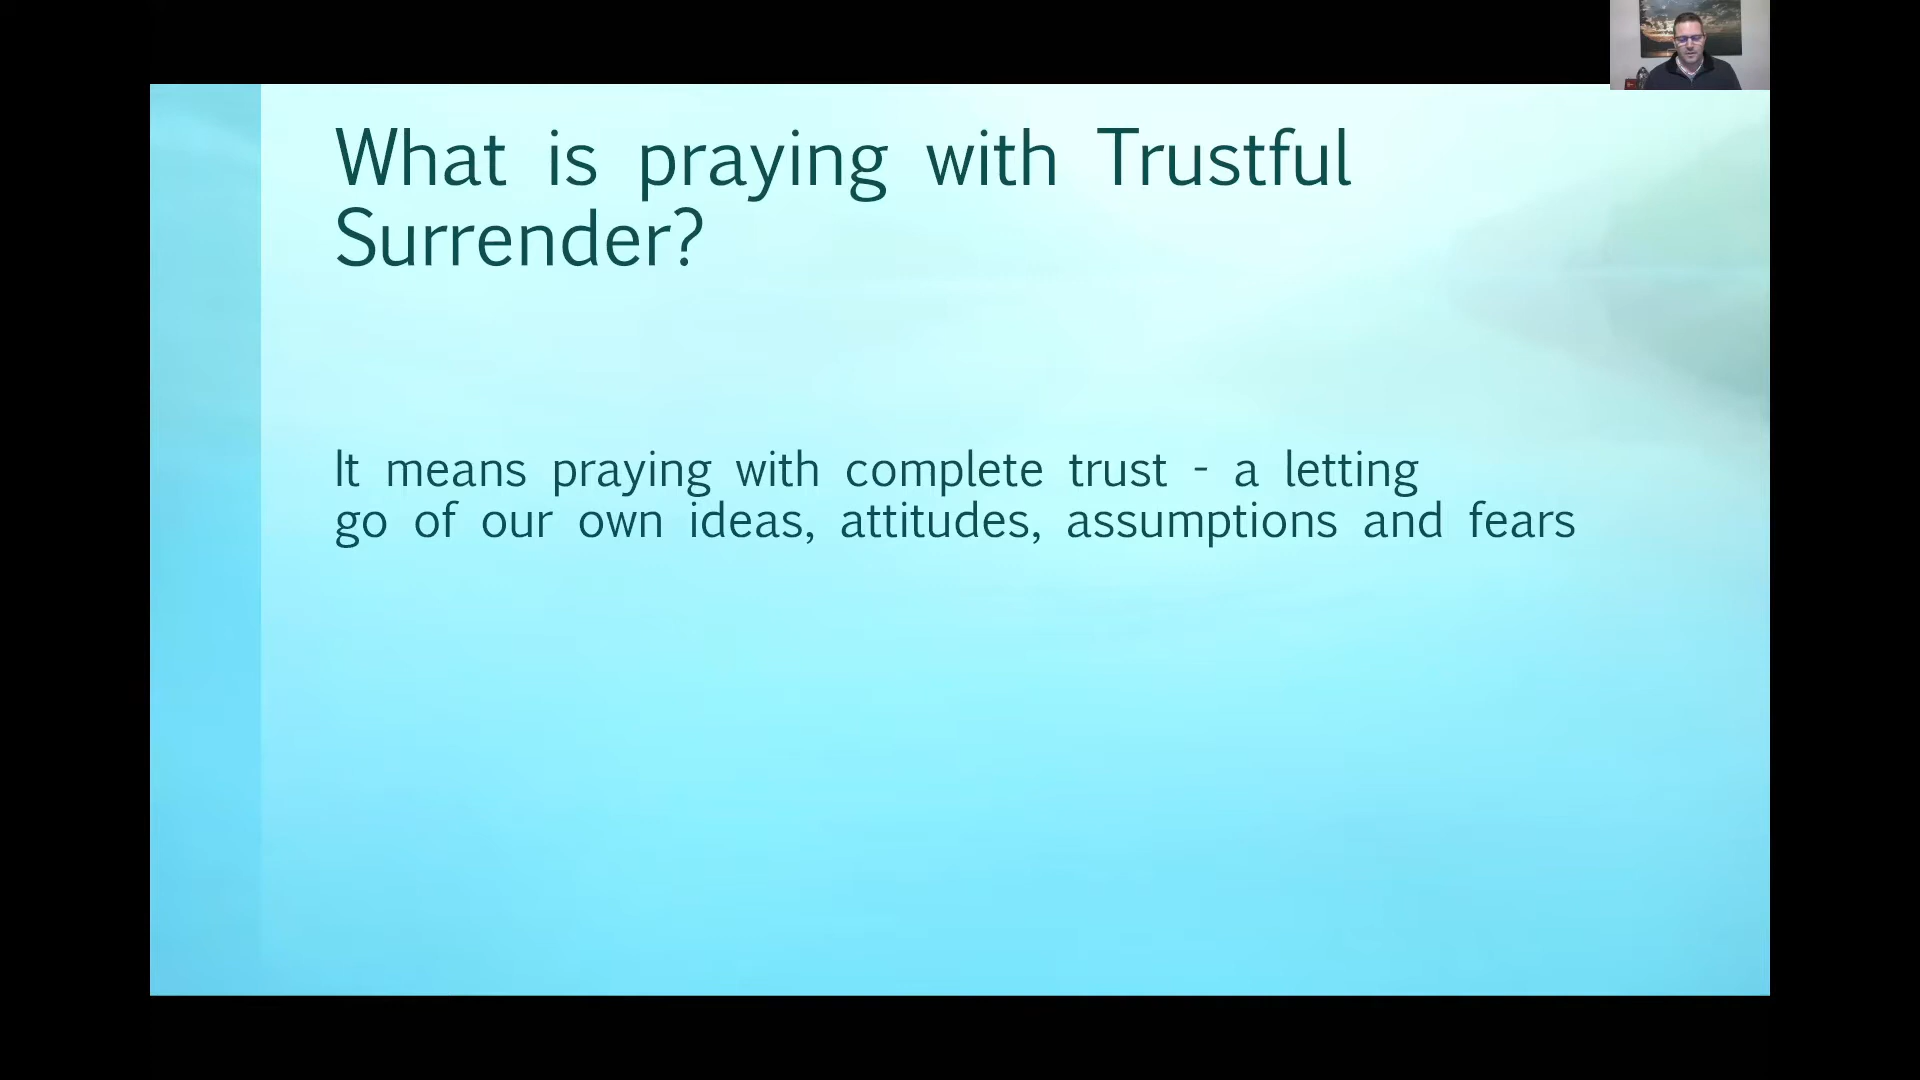 What is praying with Trustful
Surrender?
It means praying with complete trust - a letting
go of our own ideas, attitudes, assumptions and fears